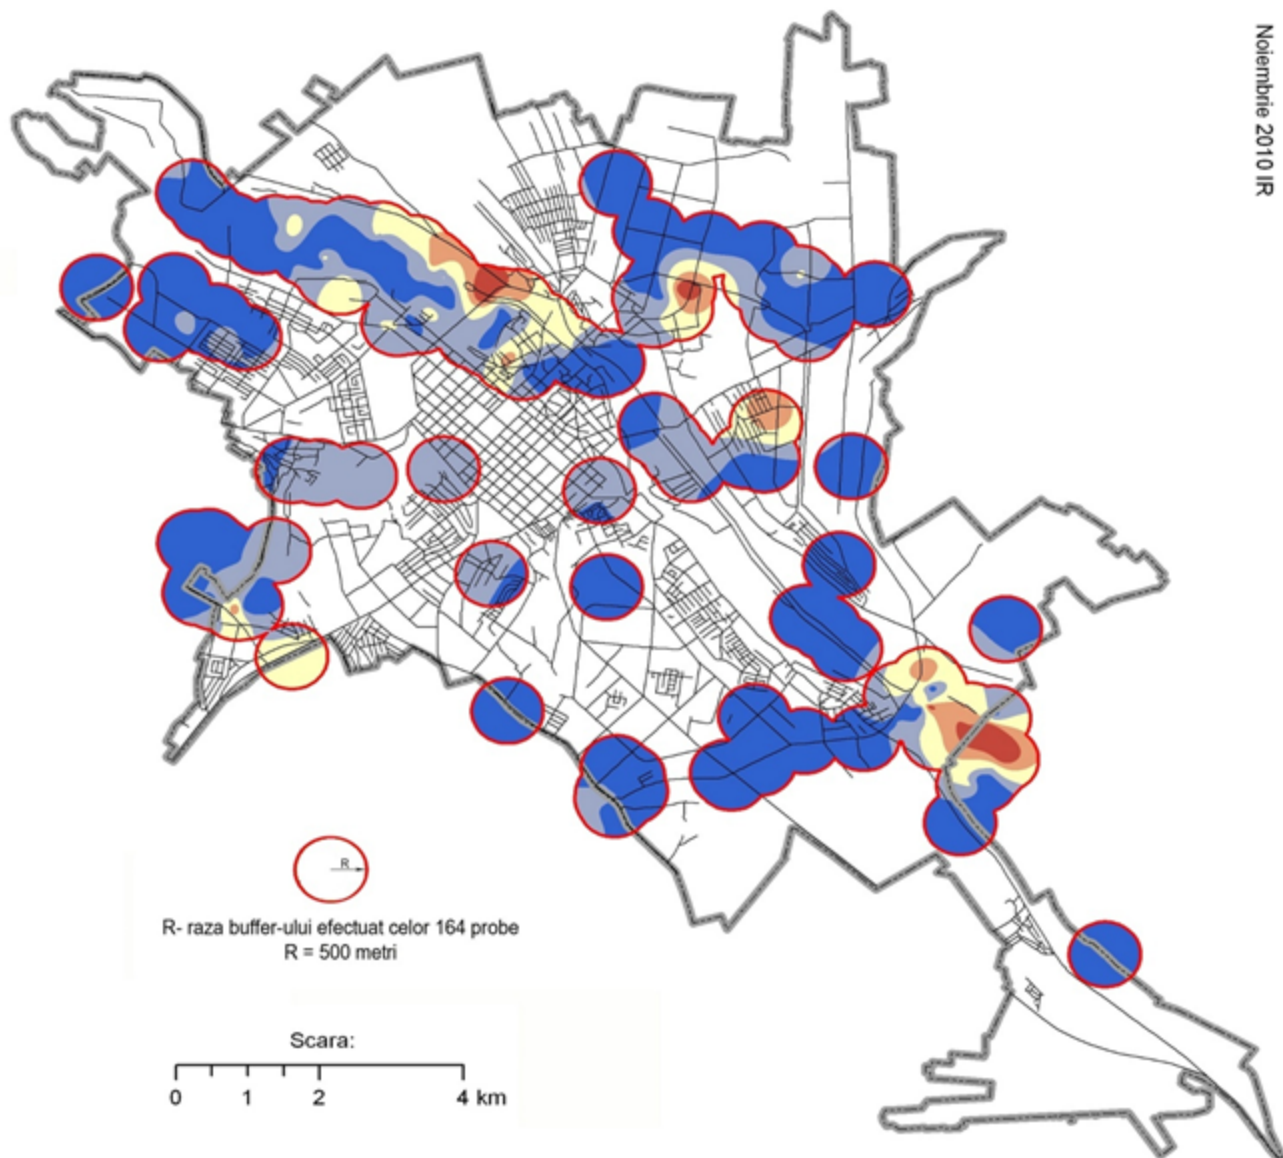 Noiembrie 2010 IR
R
R- raza buffer-ului efectuat celor 164 probe
R = 500 metri
Scara:
0 1 2 4 km